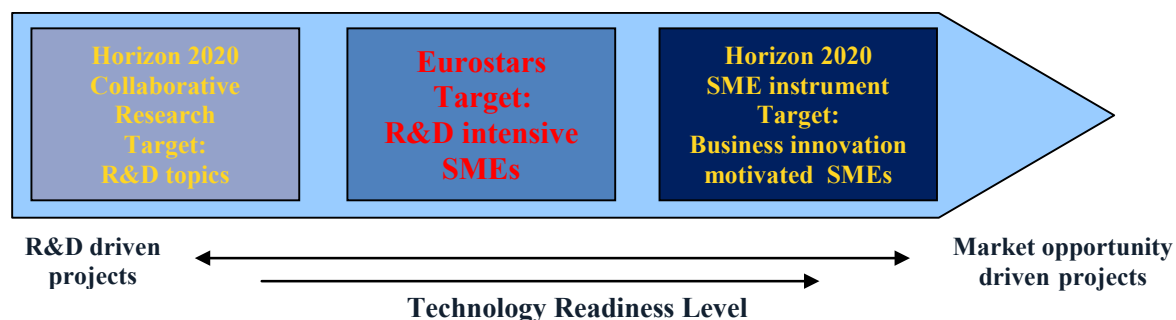 Horizon 2020
Collaborative
Research
Target:
R&D topics
Eurostars
Target:
R&D intensive
SMEs
Horizon 2020
SME instrument
Target:
Business innovation
motivated SMEs
R&D driven
projects
Market opportunity
driven projects
Technology Readiness Level